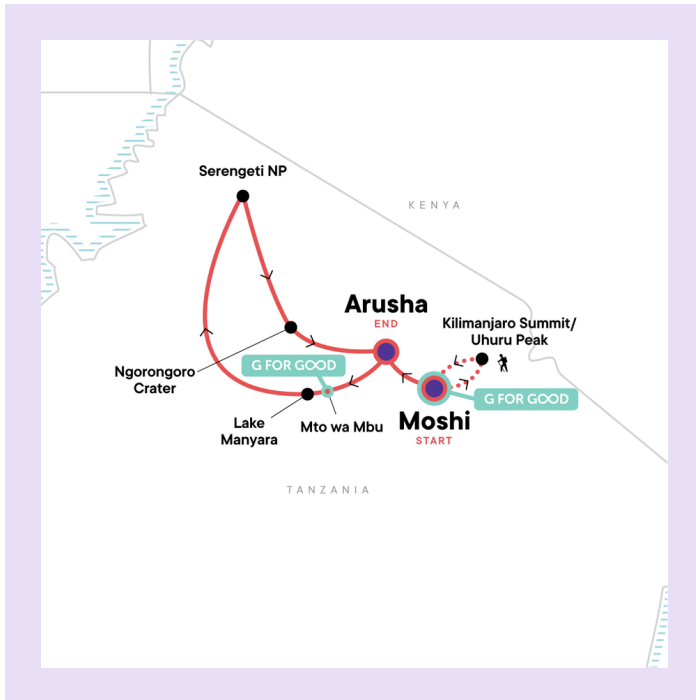 Serengeti NP
KENYA
Arusha
END
Kilimanjaro Summit/
Uhuru Peak
G FOR GOOD
Ngorongoro
Crater
G FOR GOOD
Lake
Manyara
Mto wa Mbu
Moshi
START
TANZANIA